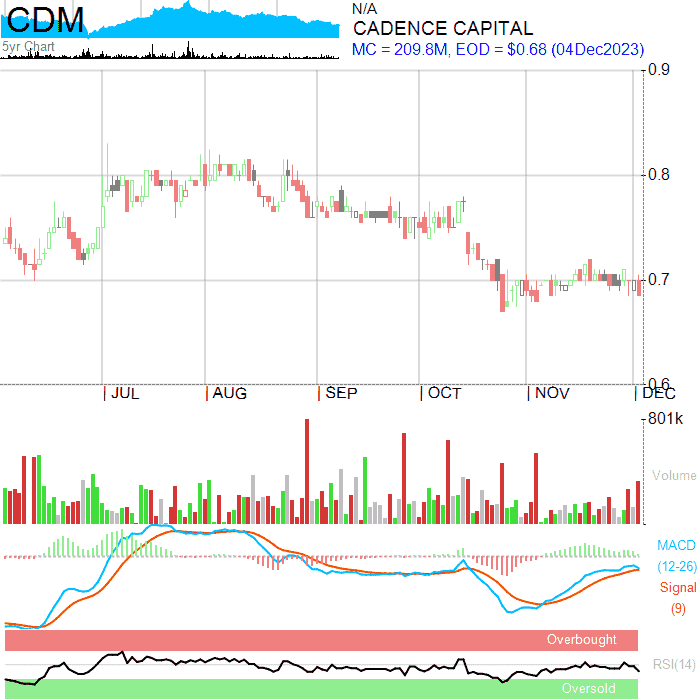 CDM
N/A
CADENCE CAPITAL
5yr Chart
MC = 209.8M, EOD = $0.68 (04Dec2023)
0.9
0.8
0.7
0.6
| JUL | AUG | SEP | OCT | NOV | DEC
801k
Volume
MACD
(12-26)
Signal
(9)
Overbought
RSI(14)
Oversold